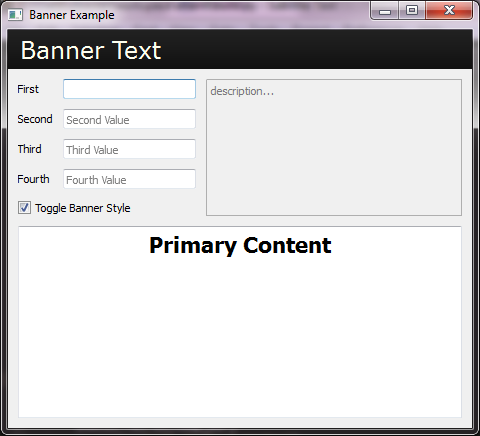 Banner Example
Banner Text
First
description...
Second Second Value
Third Third Value
Fourth Fourth Value
Toggle Banner Style
Primary Content